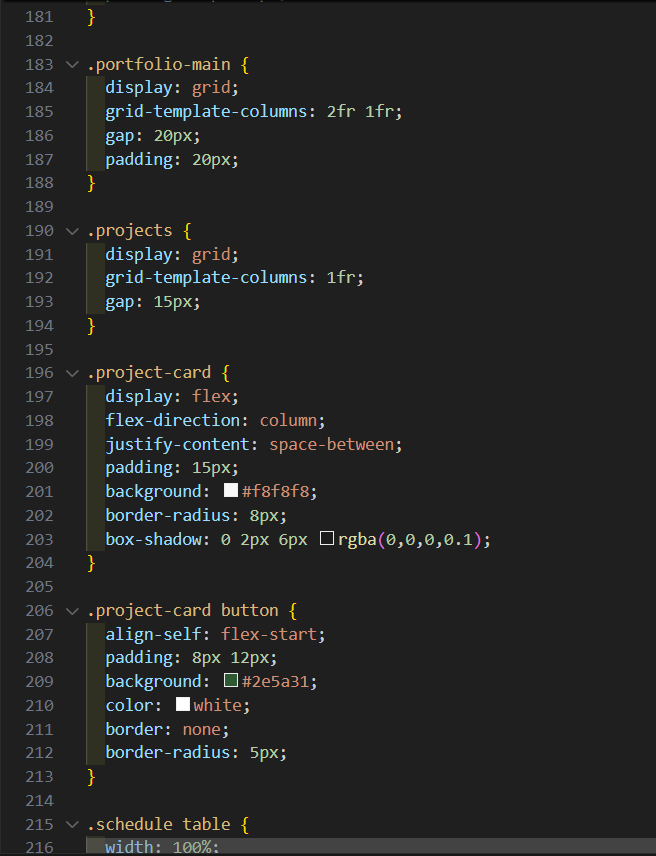 181 }
182
183 .portfolio-main {
184 display: grid;
185 grid-template-columns: 2fr 1fr;
186 gap: 20px;
187 padding: 20px;
188 }
189
190 .projects {
191 display: grid;
192 grid-template-columns: 1fr;
193 gap: 15px;
194 }
195
196 .project-card {
197 display: flex;
198 flex-direction: column;
199 justify-content: space-between;
200 padding: 15px;
201 background: #f8f8f8;
202 border-radius: 8px;
203 box-shadow: 0 2px 6px rgba(0,0,0,0.1);
204 }
205
206 .project-card button {
207 align-self: flex-start;
208 padding: 8px 12px;
209 background: #2e5a31;
210 color: white;
211 border: none;
212 border-radius: 5px;
213 }
214
215 .schedule table {
216 width: 100%;